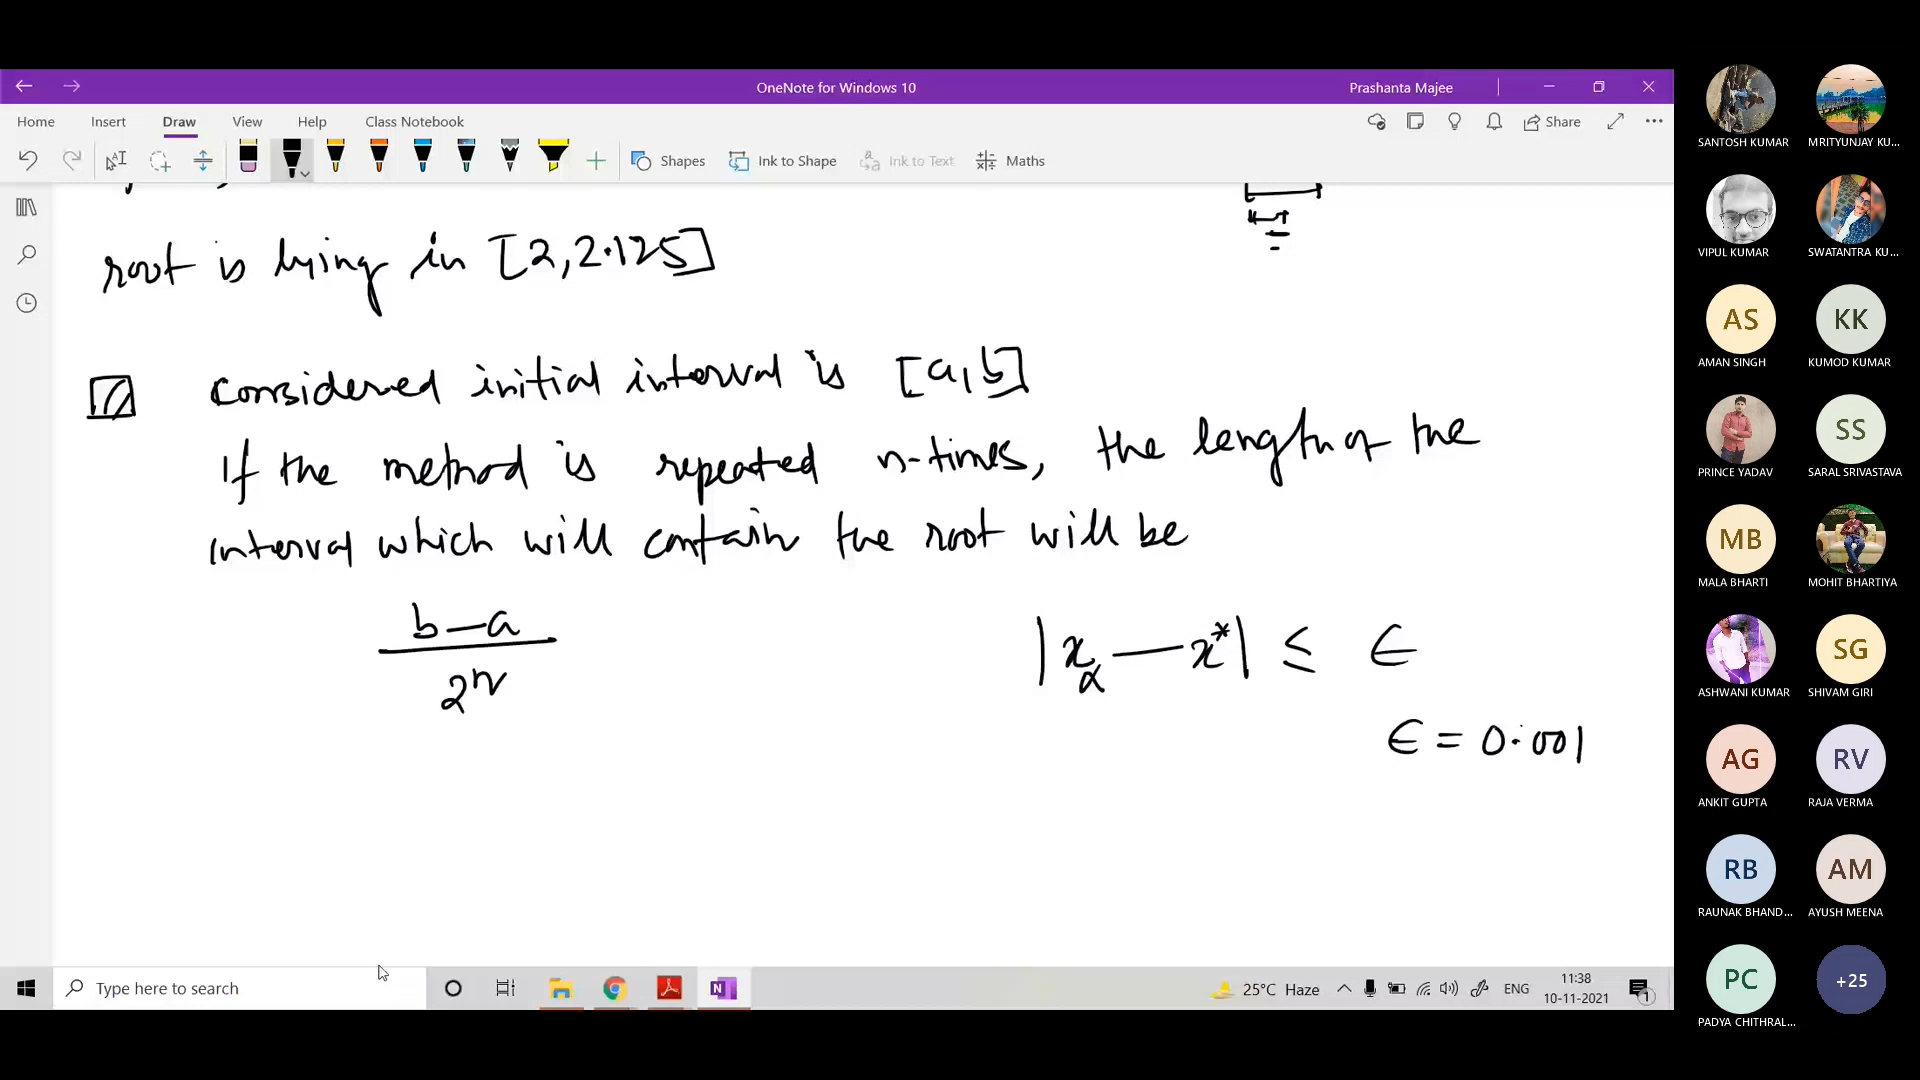 OneNote for Windows 10
Prashanta Majee
Home Insert Draw View Help Class Notebook
Share
Shapes Ink to Shape Ink to Text Maths
root is lying in [2, 2.125]
Considered initial interval is [a, b]
If the method is repeated n-times, the length of the
interval which will contain the root will be
b-a
2^n
|x_α - x*| ≤ ε
ε = 0.001
Type here to search
25°C Haze
ENG
11:38
10-11-2021
1
SANTOSH KUMAR
MRITYUNJAY KU...
VIPUL KUMAR
SWATANTRA KU...
AS
KK
AMAN SINGH
KUMOD KUMAR
SS
PRINCE YADAV
SARAL SRIVASTAVA
MB
MALA BHARTI
MOHIT BHARTIYA
SG
ASHWANI KUMAR
SHIVAM GIRI
AG
RV
ANKIT GUPTA
RAJA VERMA
RB
AM
RAUNAK BHAND...
AYUSH MEENA
PC
+25
PADYA CHITHRAL...